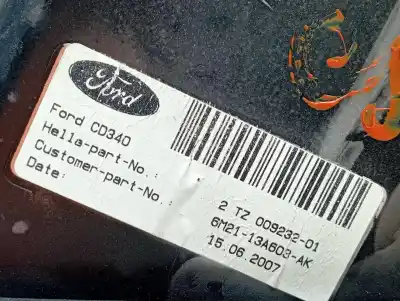 Ford
Ford CD340
Hella-part-No.: 2 TZ 009232-01
Customer-part-No.: 6M21-13A603-AK
Date: 15.06.2007